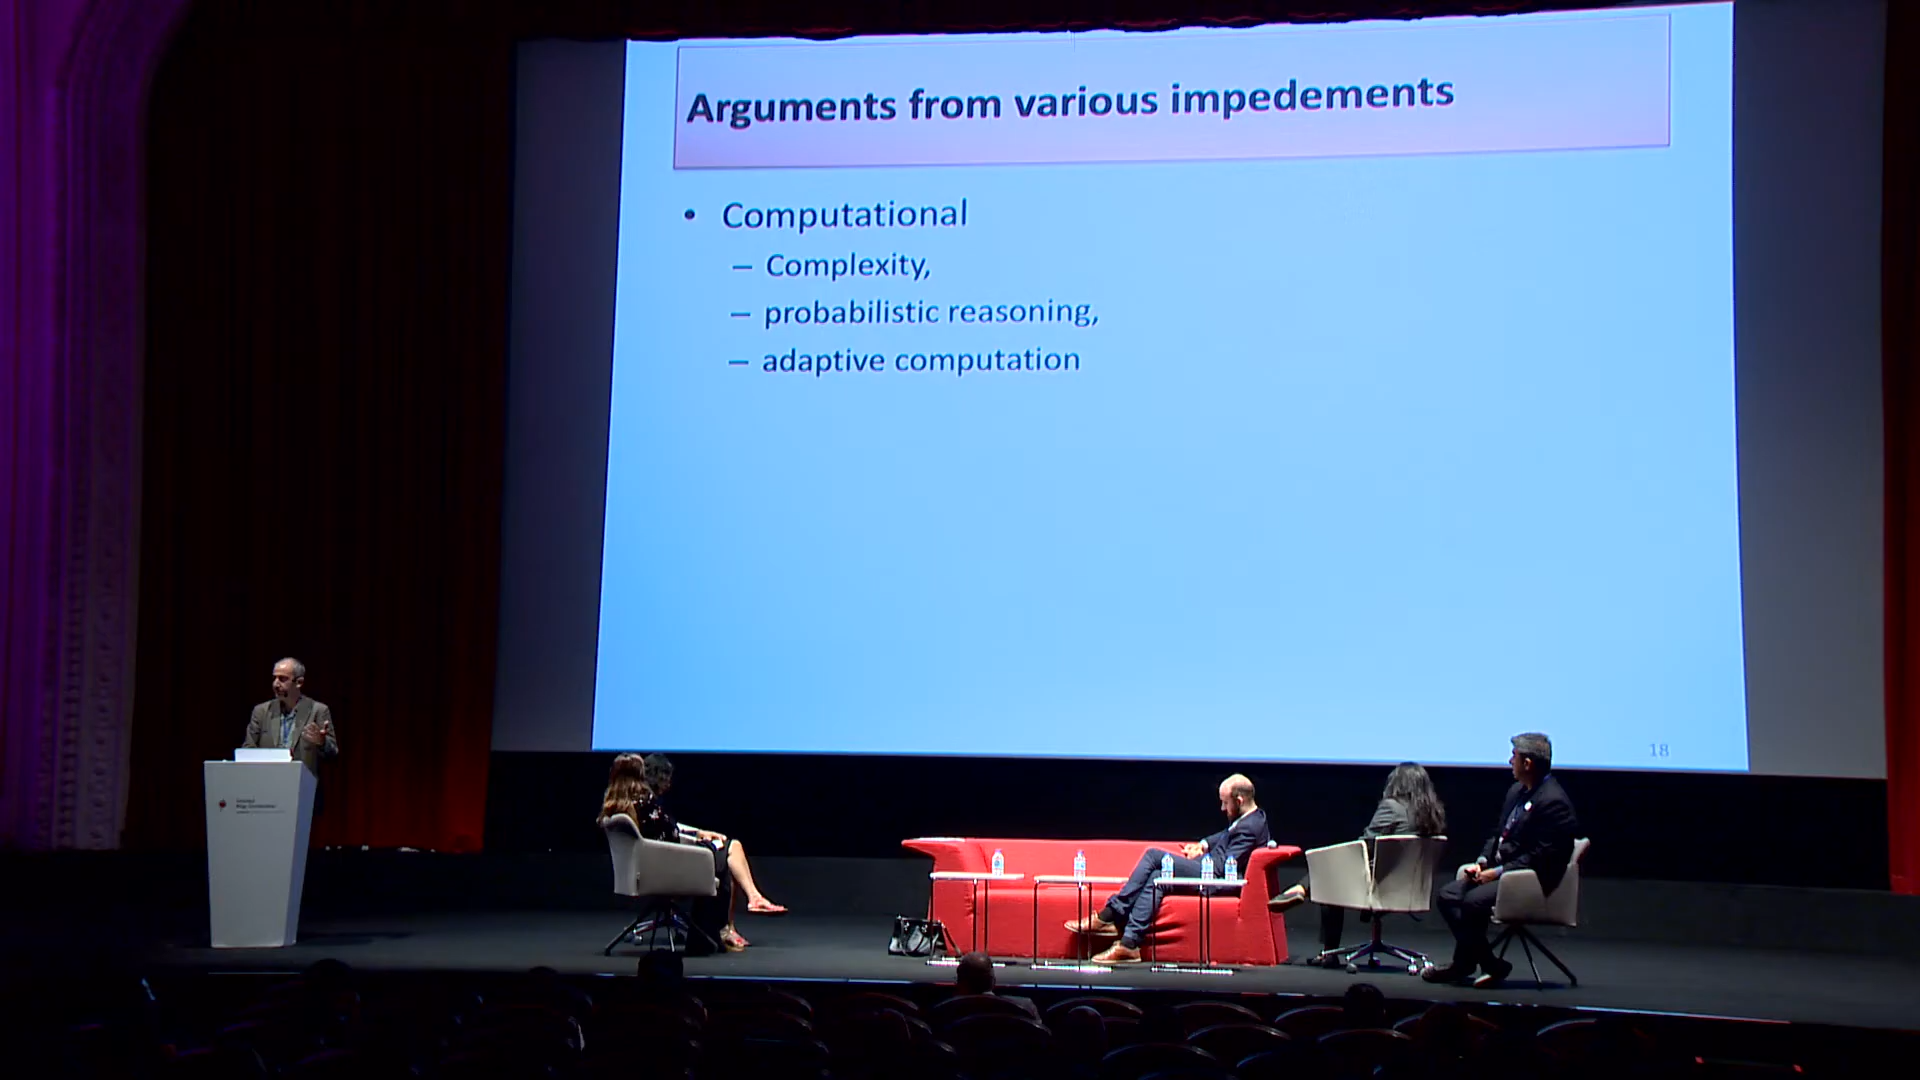 Arguments from various impedements
• Computational
– Complexity,
– probabilistic reasoning,
– adaptive computation
18